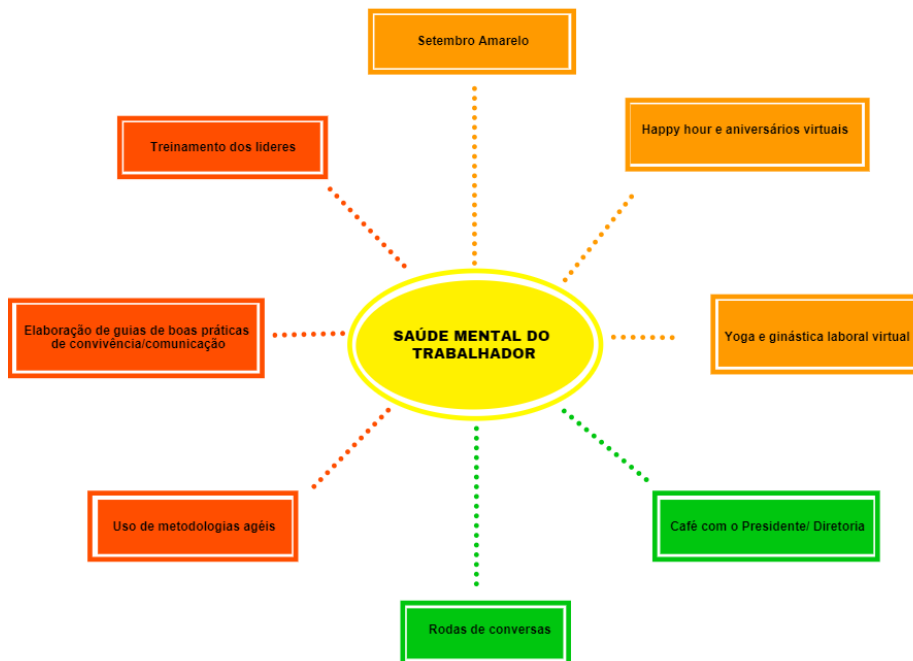 Setembro Amarelo
Happy hour e aniversários virtuais
Treinamento dos lideres
Elaboração de guias de boas práticas
de convivência/comunicação
SAÚDE MENTAL DO
TRABALHADOR
Yoga e ginástica laboral virtual
Uso de metodologias agéis
Café com o Presidente/ Diretoria
Rodas de conversas